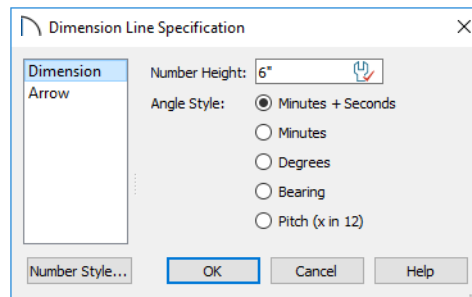 Dimension Line Specification
Dimension
Arrow
Number Height: 6"
Angle Style: Minutes + Seconds
Minutes
Degrees
Bearing
Pitch (x in 12)
Number Style... OK Cancel Help